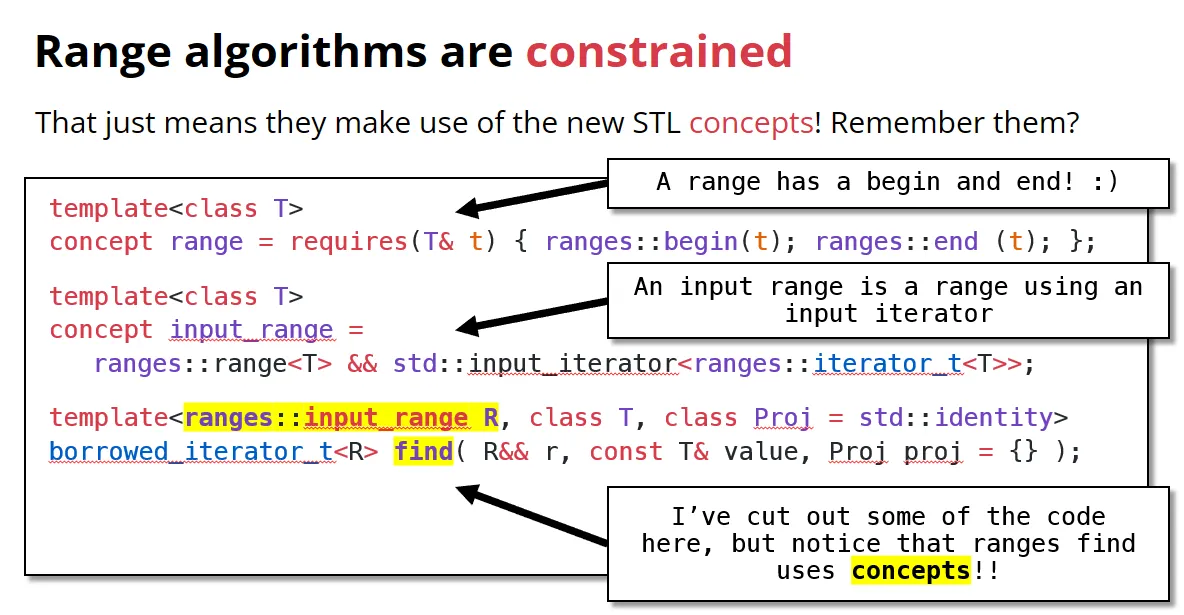 Range algorithms are constrained
That just means they make use of the new STL concepts! Remember them?
A range has a begin and end! :)
template<class T>
concept range = requires(T& t) { ranges::begin(t); ranges::end (t); };
An input range is a range using an
input iterator
template<class T>
concept input_range =
ranges::range<T> && std::input_iterator<ranges::iterator_t<T>>;
template<ranges::input_range R, class T, class Proj = std::identity>
borrowed_iterator_t<R> find( R&& r, const T& value, Proj proj = {} );
I’ve cut out some of the code
here, but notice that ranges find
uses concepts!!